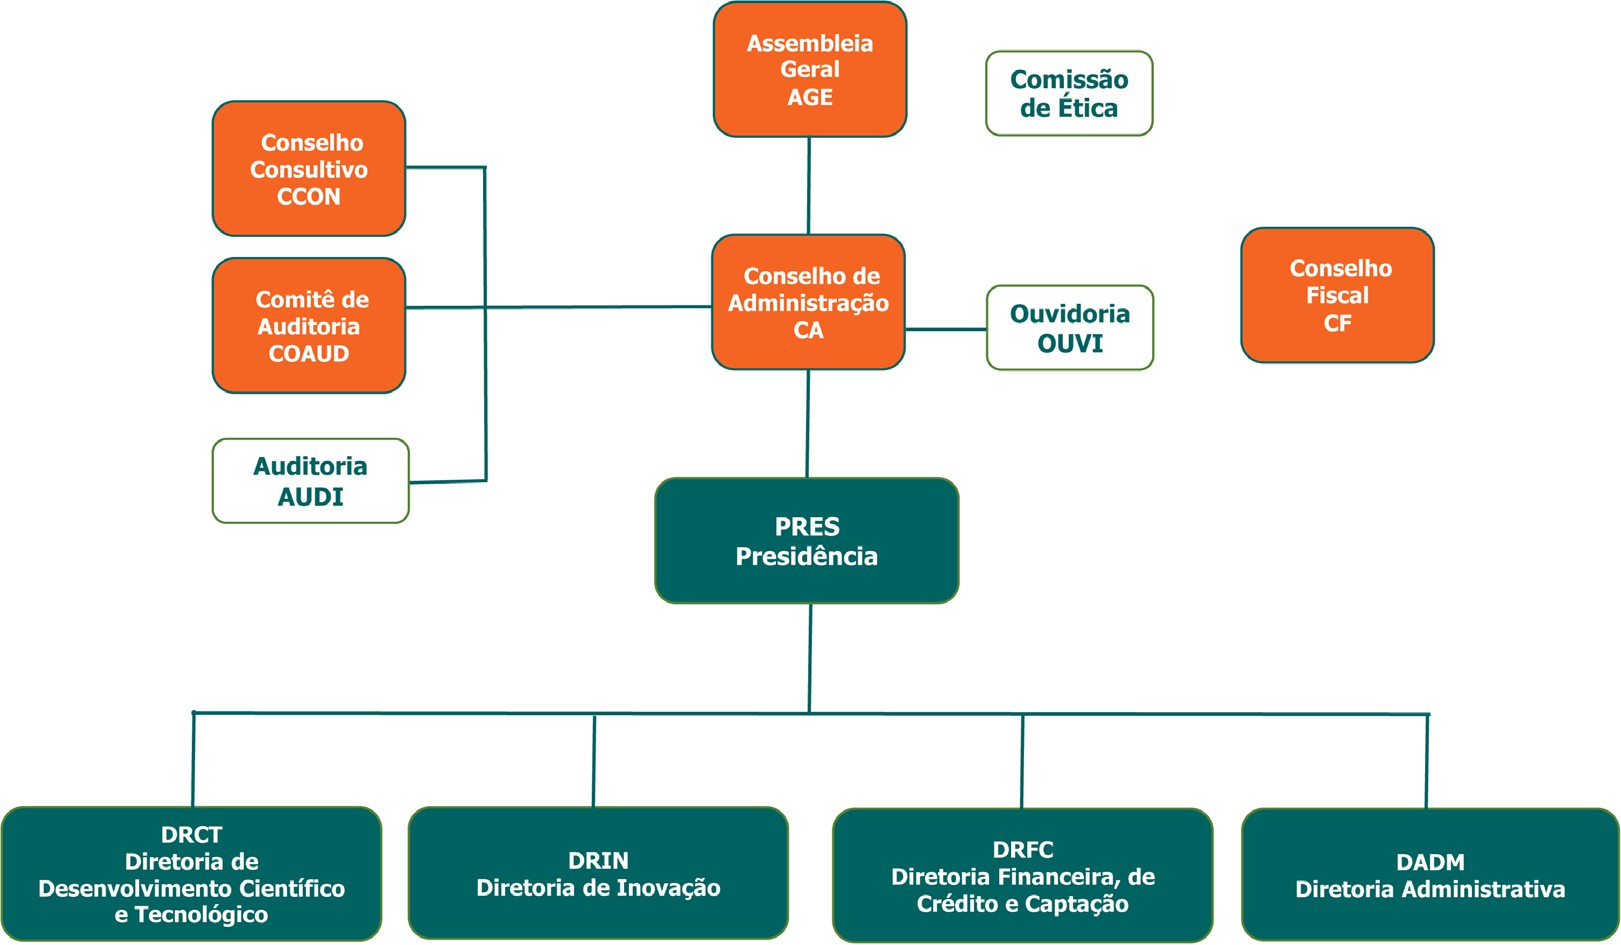 Assembleia
Geral
AGE
Comissão
de Ética
Conselho
Consultivo
CCON
Comitê de
Auditoria
COAUD
Conselho de
Administração
CA
Ouvidoria
OUVI
Conselho
Fiscal
CF
Auditoria
AUDI
PRES
Presidência
DRCT
Diretoria de
Desenvolvimento Científico
e Tecnológico
DRIN
Diretoria de Inovação
DRFC
Diretoria Financeira, de
Crédito e Captação
DADM
Diretoria Administrativa